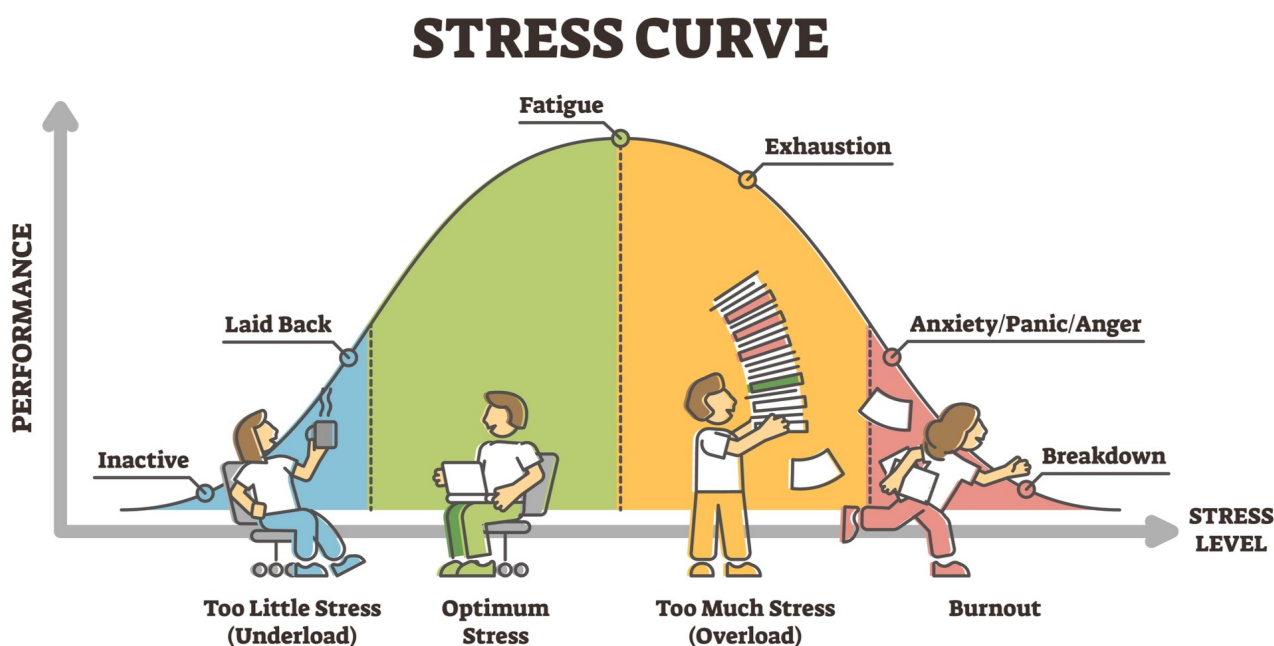 STRESS CURVE
Fatigue
Exhaustion
PERFORMANCE
Laid Back
Anxiety/Panic/Anger
Inactive
Breakdown
STRESS
LEVEL
Too Little Stress
(Underload)
Optimum
Stress
Too Much Stress
(Overload)
Burnout